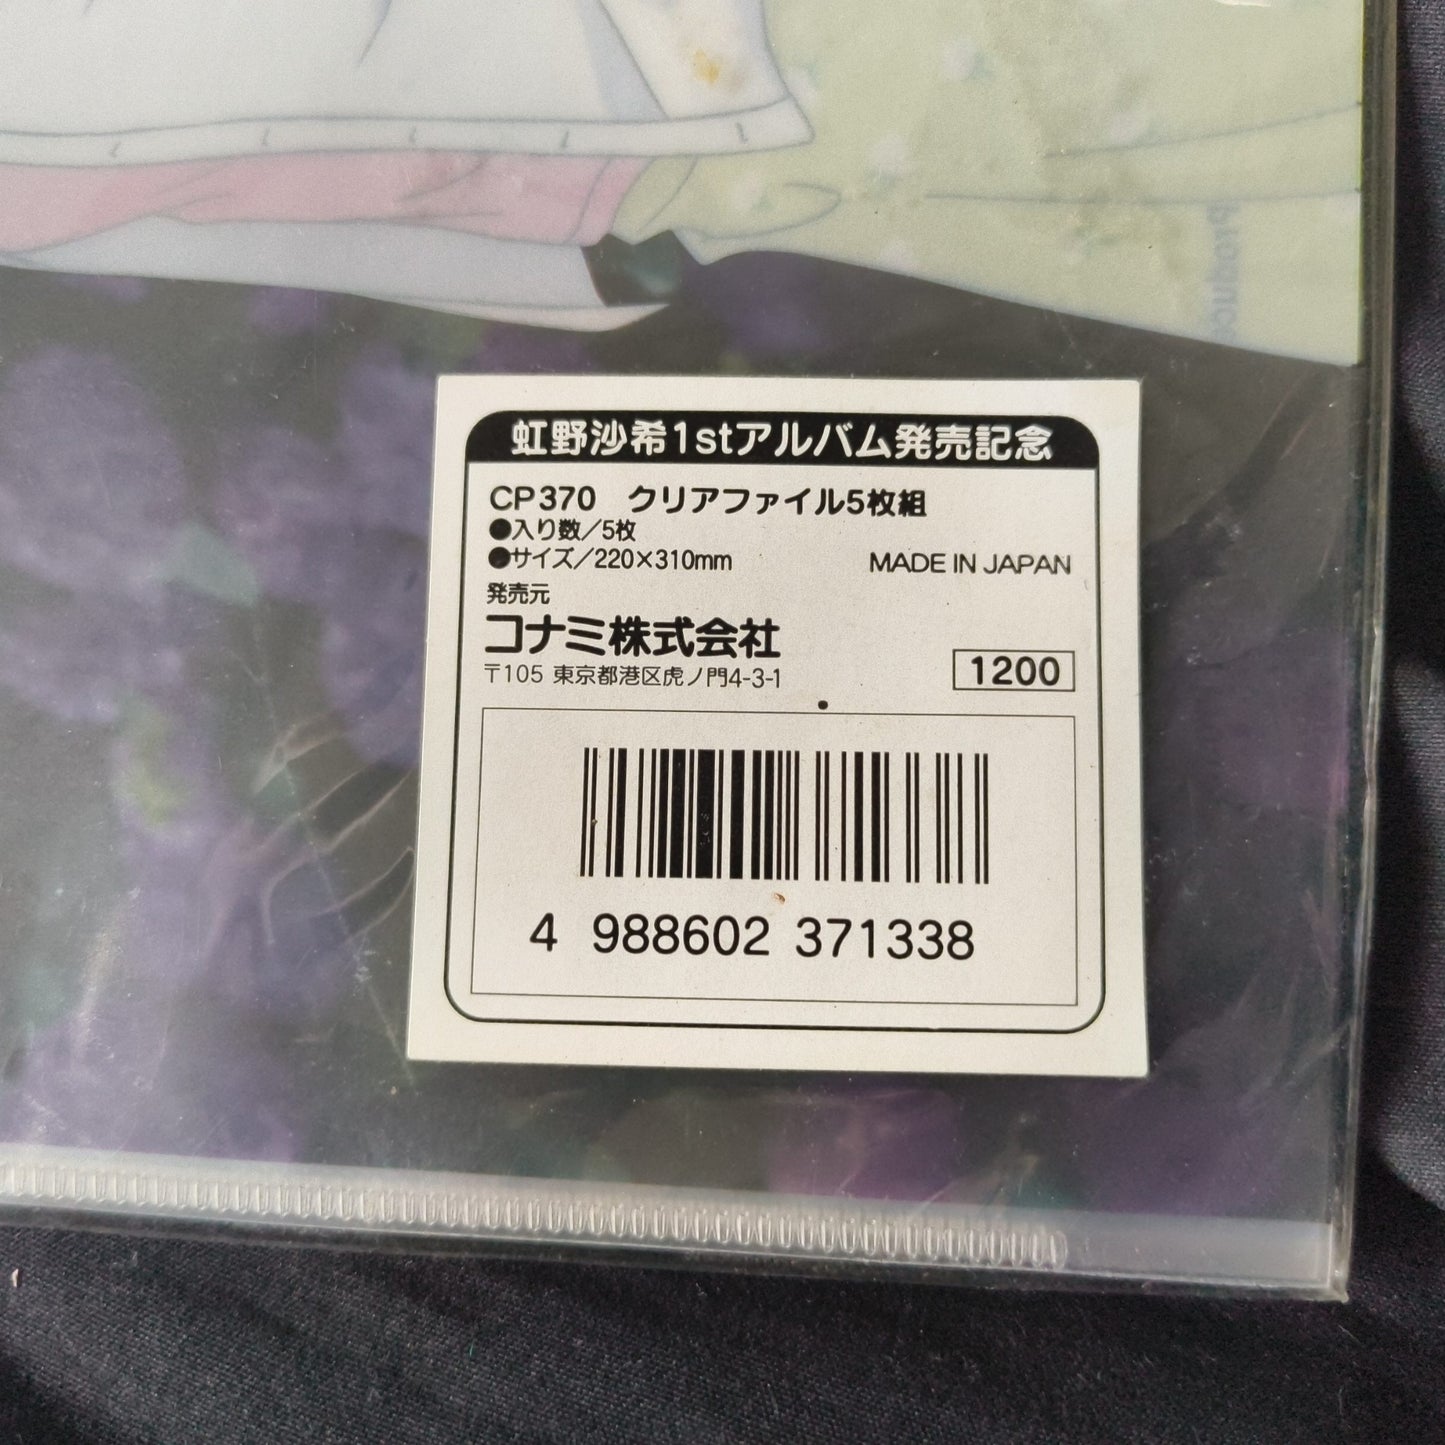 虹野沙希1stアルバム発売記念
CP370 クリアファイル5枚組
●入り数/5枚
●サイズ/220×310mm
MADE IN JAPAN
発売元
コナミ株式会社
〒105 東京都港区虎ノ門4-3-1
1200
4 988602 371338